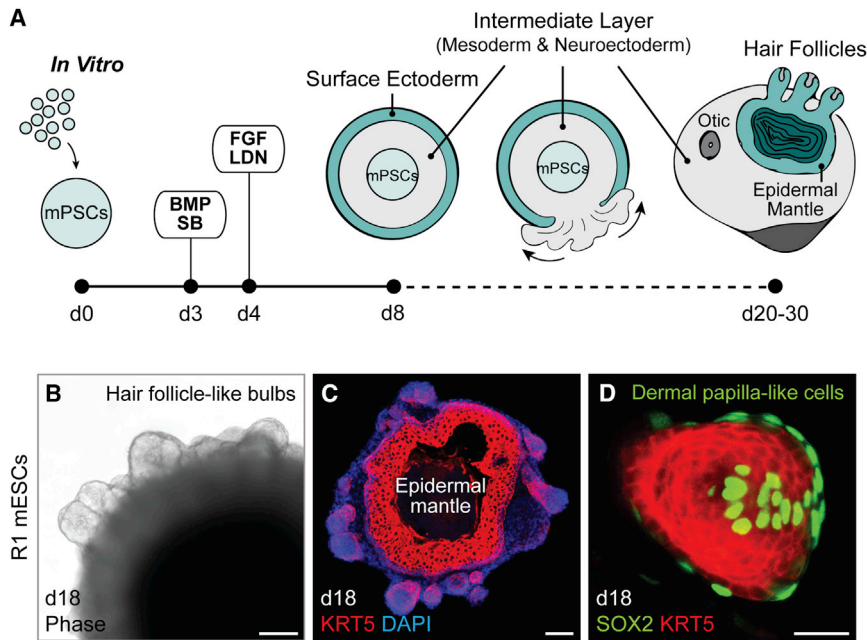 A
In Vitro
mPSCs
BMP
SB
FGF
LDN
Surface Ectoderm
Intermediate Layer
(Mesoderm & Neuroectoderm)
mPSCs
mPSCs
Hair Follicles
Otic
Epidermal
Mantle
d0
d3
d4
d8
d20-30
R1 mESCs
B
Hair follicle-like bulbs
d18
Phase
C
Epidermal
mantle
d18
KRT5 DAPI
D
Dermal papilla-like cells
d18
SOX2 KRT5